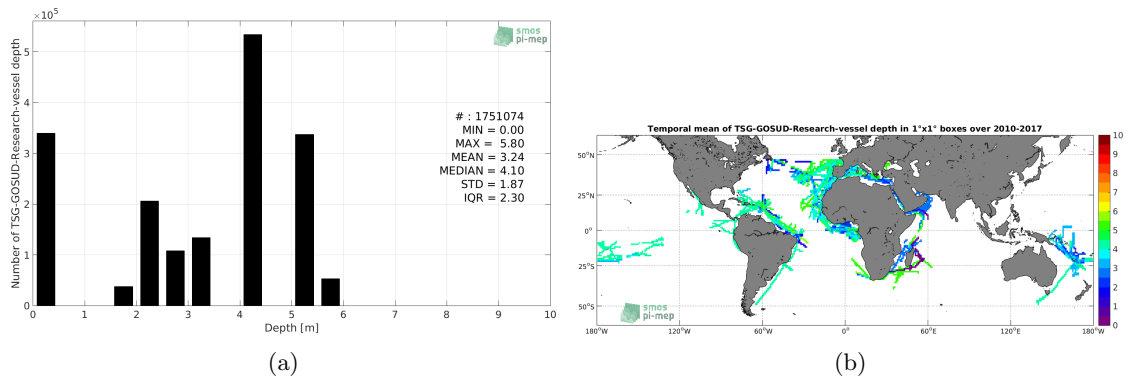 ×10⁵
smos
pi-mep
Number of TSG-GOSUD-Research-vessel depth
5
4
3
2
1
0
# : 1751074
MIN = 0.00
MAX = 5.80
MEAN = 3.24
MEDIAN = 4.10
STD = 1.87
IQR = 2.30
0 1 2 3 4 5 6 7 8 9 10
Depth [m]
(a)
Temporal mean of TSG-GOSUD-Research-vessel depth in 1°x1° boxes over 2010-2017
50°N
25°N
0°
25°S
50°S
smos
pi-mep
180°W 120°W 60°W 0° 60°E 120°E 180°W
10
9
8
7
6
5
4
3
2
1
0
(b)